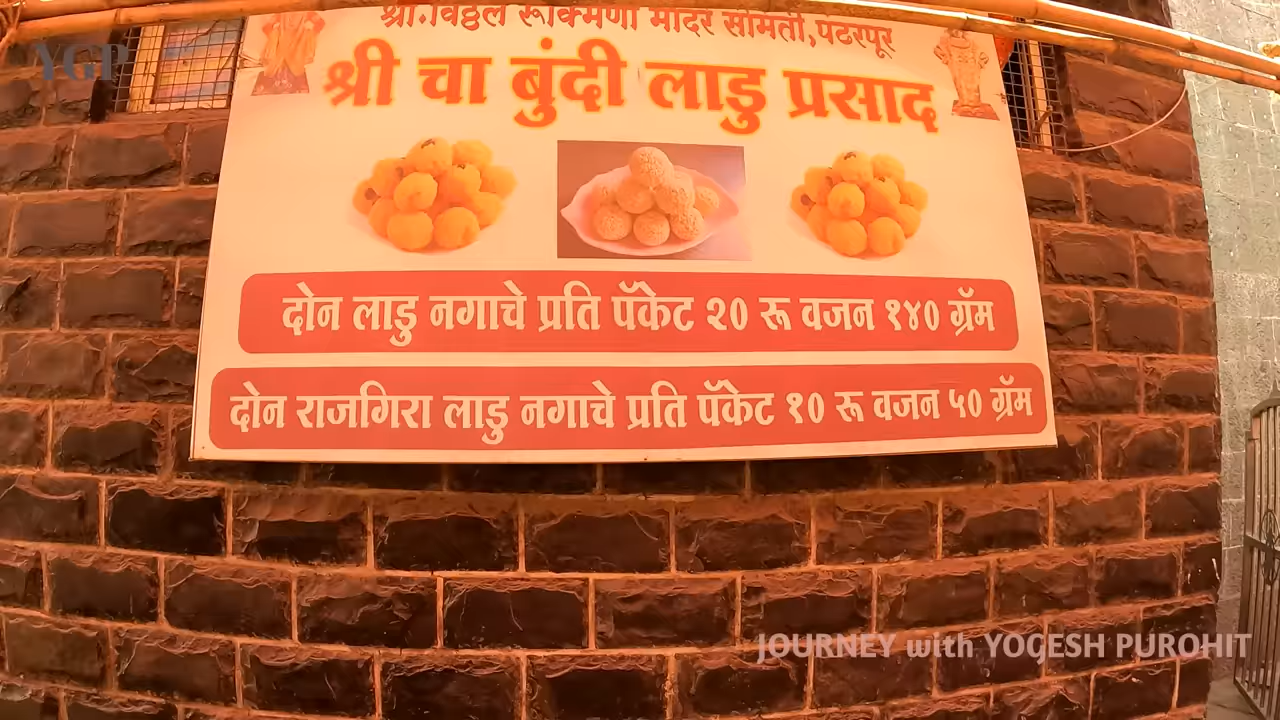 YGP
श्री.विठ्ठल रूक्मिणी मंदिर समिती,पंढरपूर
श्री चा बुंदी लाडु प्रसाद
दोन लाडु नगाचे प्रति पॅकेट २० रू वजन १४० ग्रॅम
दोन राजगिरा लाडु नगाचे प्रति पॅकेट १० रू वजन ५० ग्रॅम
JOURNEY with YOGESH PUROHIT